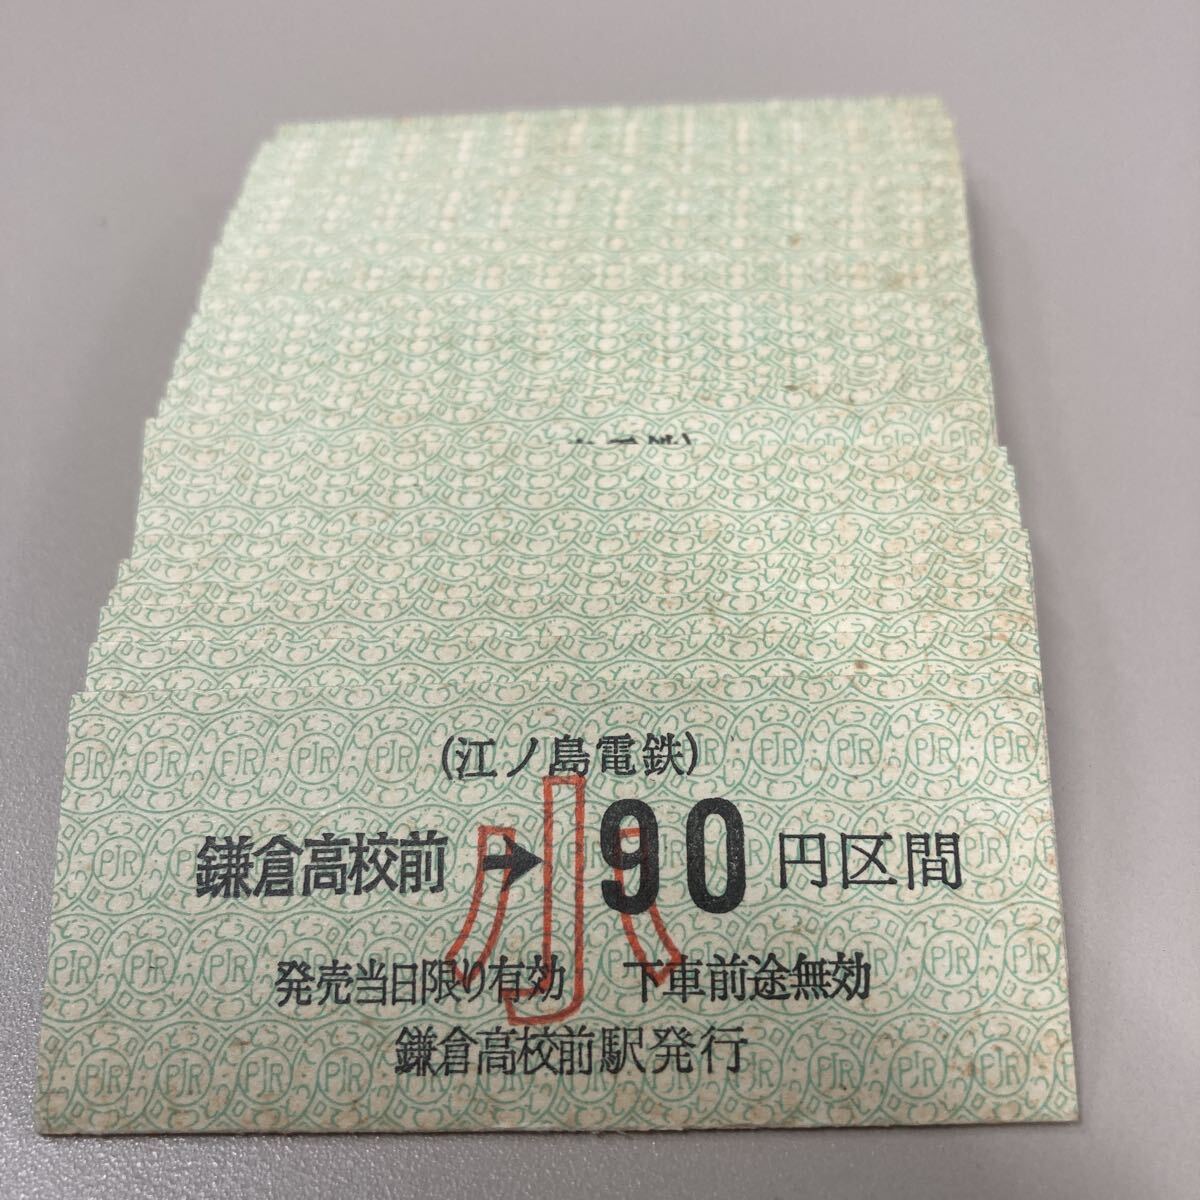 (江ノ島電鉄)
鎌倉高校前 → 小 90 円区間
発売当日限り有効 下車前途無効
鎌倉高校前駅発行